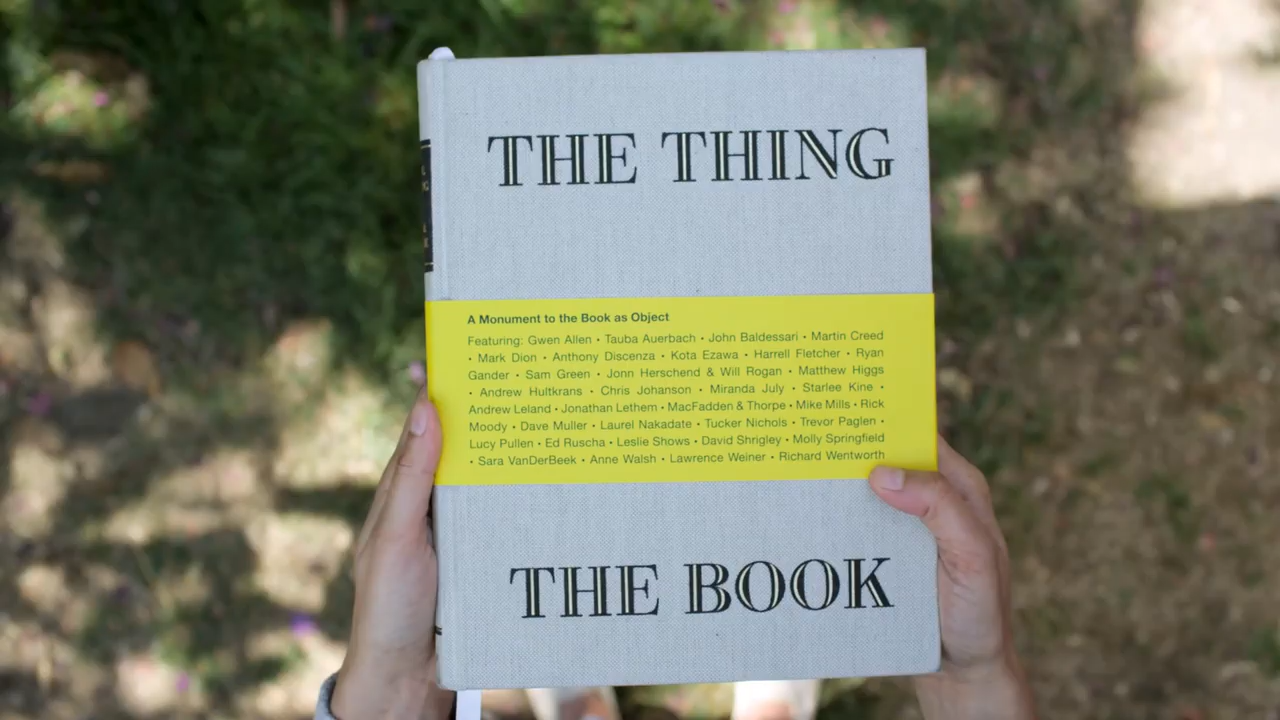 THE THING
A Monument to the Book as Object
Featuring: Gwen Allen • Tauba Auerbach • John Baldessari • Martin Creed
• Mark Dion • Anthony Discenza • Kota Ezawa • Harrell Fletcher • Ryan
Gander • Sam Green • Jonn Herschend & Will Rogan • Matthew Higgs
• Andrew Hultkrans • Chris Johanson • Miranda July • Starlee Kine •
Andrew Leland • Jonathan Lethem • MacFadden & Thorpe • Mike Mills • Rick
Moody • Dave Muller • Laurel Nakadate • Tucker Nichols • Trevor Paglen •
Lucy Pullen • Ed Ruscha • Leslie Shows • David Shrigley • Molly Springfield
• Sara VanDerBeek • Anne Walsh • Lawrence Weiner • Richard Wentworth
THE BOOK